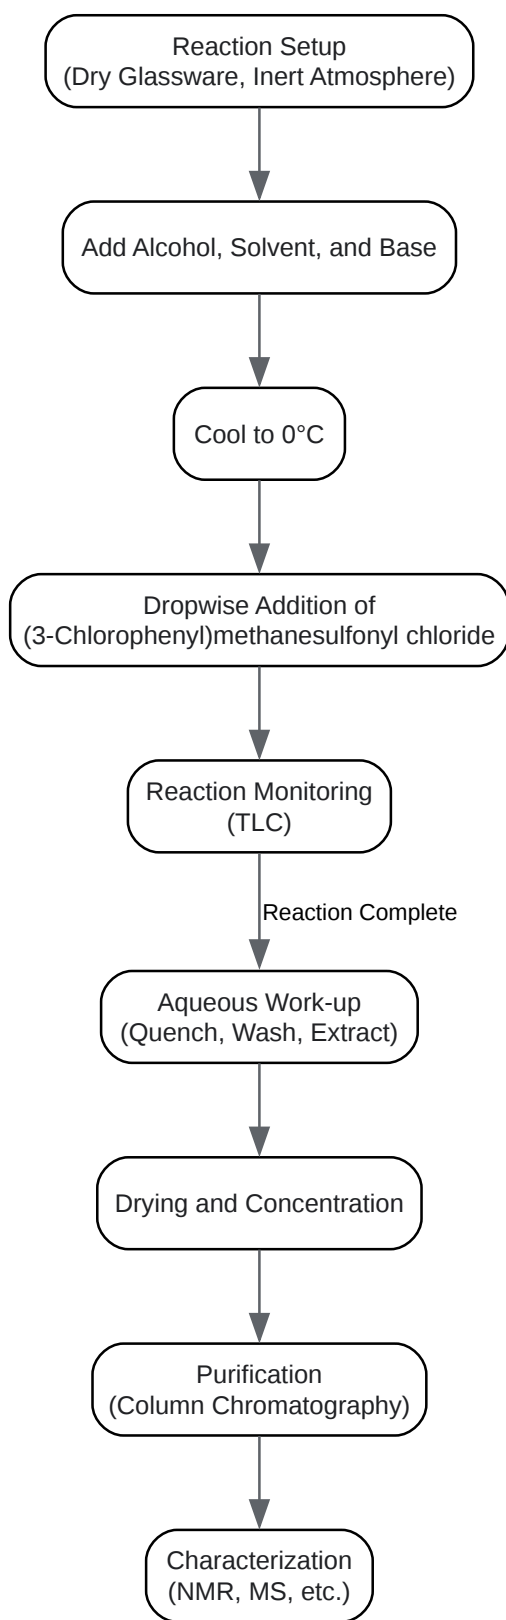 Reaction Setup
(Dry Glassware, Inert Atmosphere)
Add Alcohol, Solvent, and Base
Cool to 0°C
Dropwise Addition of
(3-Chlorophenyl)methanesulfonyl chloride
Reaction Monitoring
(TLC)
Reaction Complete
Aqueous Work-up
(Quench, Wash, Extract)
Drying and Concentration
Purification
(Column Chromatography)
Characterization
(NMR, MS, etc.)